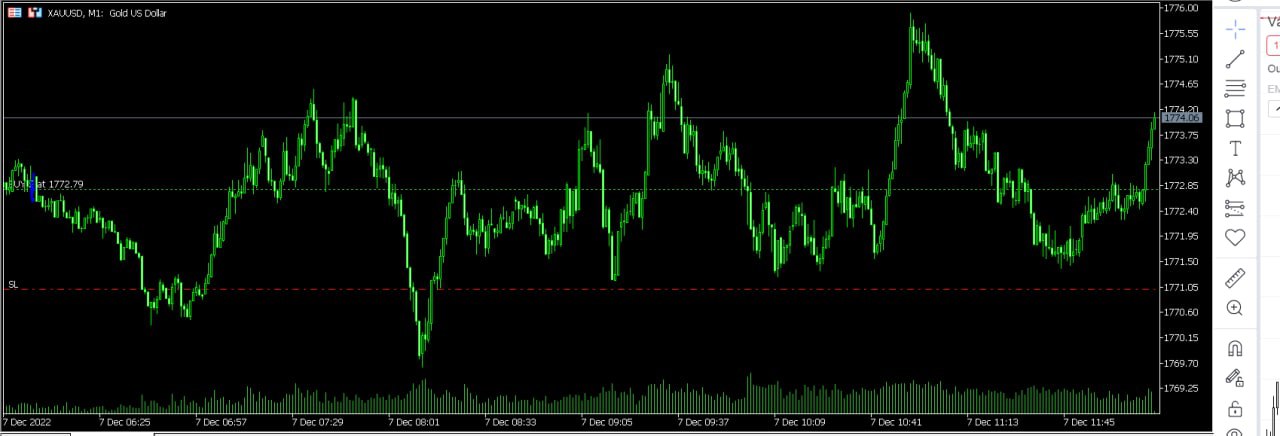 XAUUSD, M1: Gold US Dollar
1776.00
1775.55
1775.10
1774.65
1774.20
1774.06
1773.75
1773.30
1772.85
1772.40
1771.95
1771.50
1771.05
1770.60
1770.15
1769.70
1769.25
at 1772.79
SL
7 Dec 2022
7 Dec 06:25
7 Dec 06:57
7 Dec 07:29
7 Dec 08:01
7 Dec 08:33
7 Dec 09:05
7 Dec 09:37
7 Dec 10:09
7 Dec 10:41
7 Dec 11:13
7 Dec 11:45
T
Va
1
Ou
EM